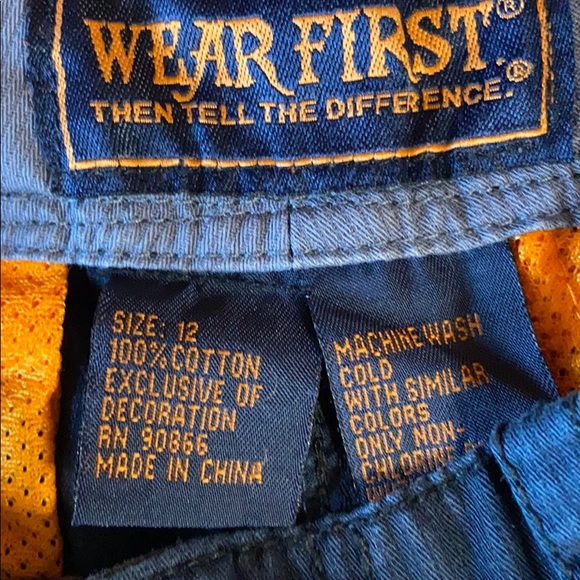 WEAR FIRST.®
THEN TELL THE DIFFERENCE.®
SIZE: 12
100% COTTON
EXCLUSIVE OF
DECORATION
RN 90866
MADE IN CHINA
MACHINE WASH
COLD
WITH SIMILAR
COLORS
ONLY NON-